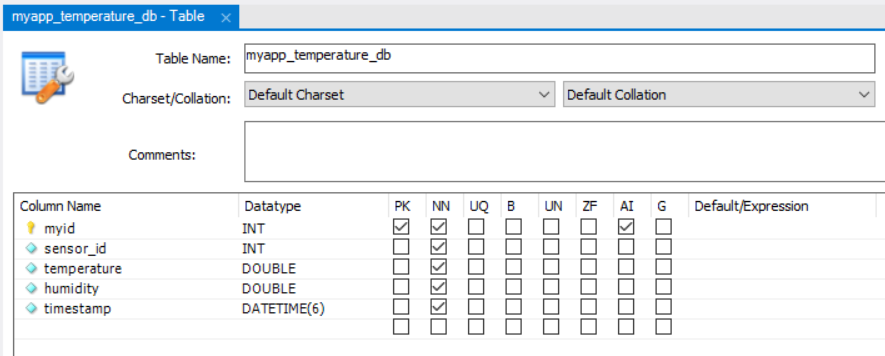 myapp_temperature_db - Table ×
Table Name: myapp_temperature_db
Charset/Collation: Default Charset Default Collation
Comments:
Column Name Datatype PK NN UQ B UN ZF AI G Default/Expression
myid INT
sensor_id INT
temperature DOUBLE
humidity DOUBLE
timestamp DATETIME(6)